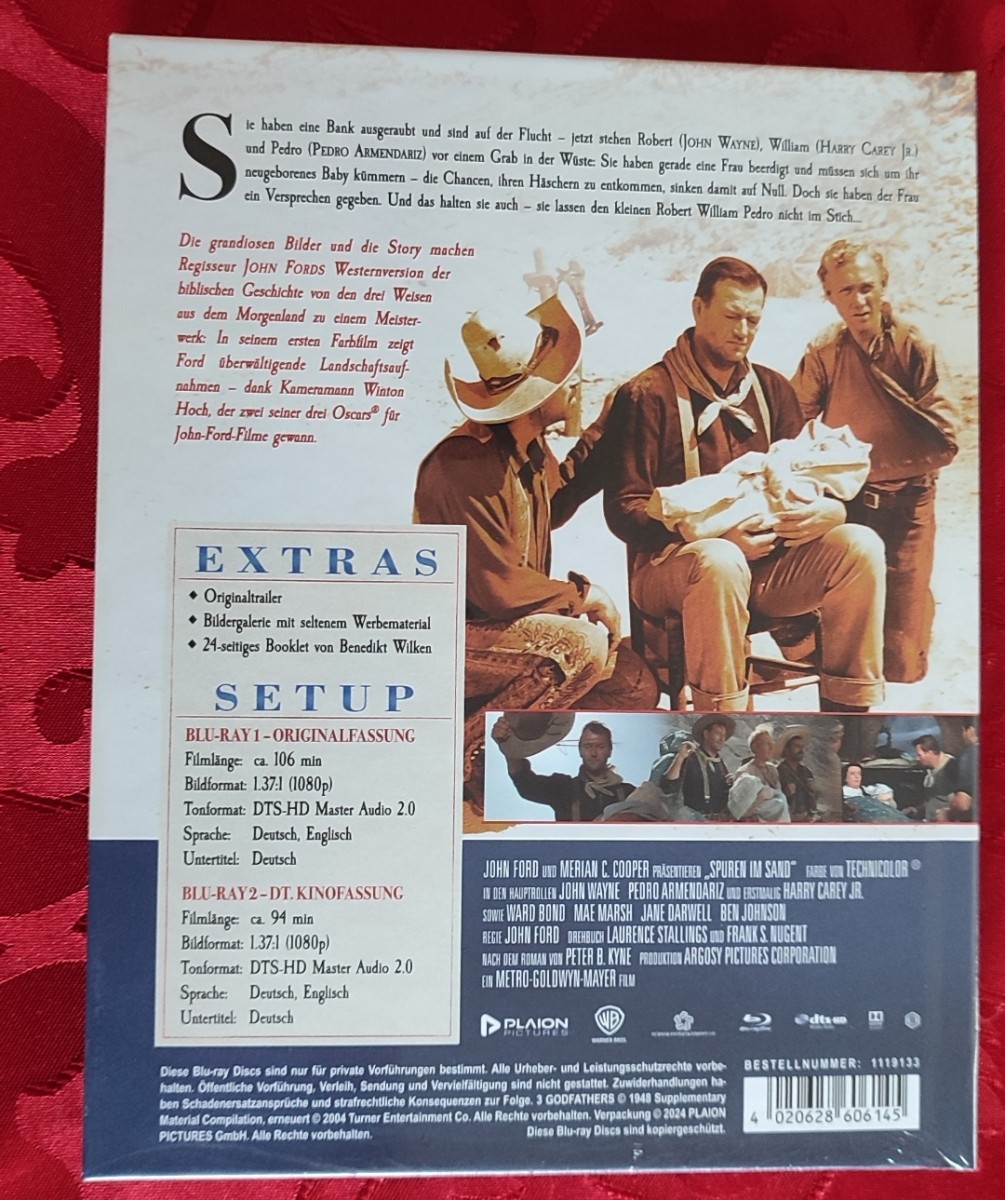 Sie haben eine Bank ausgeraubt und sind auf der Flucht – jetzt stehen Robert (JOHN WAYNE), William (HARRY CAREY JR.)
und Pedro (PEDRO ARMENDARIZ) vor einem Grab in der Wüste: Sie haben gerade eine Frau beerdigt und müssen sich um ihr
neugeborenes Baby kümmern – die Chancen, ihren Häschern zu entkommen, sinken damit auf Null. Doch sie haben der Frau
ein Versprechen gegeben. Und das halten sie auch – sie lassen den kleinen Robert William Pedro nicht im Stich...
Die grandiosen Bilder und die Story machen
Regisseur JOHN FORDS Westernversion der
biblischen Geschichte von den drei Weisen
aus dem Morgenland zu einem Meister-
werk: In seinem ersten Farbfilm zeigt
Ford überwältigende Landschaftsauf-
nahmen – dank Kameramann Winton
Hoch, der zwei seiner drei Oscars® für
John-Ford-Filme gewann.
EXTRAS
◆ Originaltrailer
◆ Bildergalerie mit seltenem Werbematerial
◆ 24-seitiges Booklet von Benedikt Wilken
SETUP
BLU-RAY 1 – ORIGINALFASSUNG
Filmlänge: ca. 106 min
Bildformat: 1.37:1 (1080p)
Tonformat: DTS-HD Master Audio 2.0
Sprache: Deutsch, Englisch
Untertitel: Deutsch
BLU-RAY 2 – DT. KINOFASSUNG
Filmlänge: ca. 94 min
Bildformat: 1.37:1 (1080p)
Tonformat: DTS-HD Master Audio 2.0
Sprache: Deutsch, Englisch
Untertitel: Deutsch
JOHN FORD UND MERIAN C. COOPER PRÄSENTIEREN „SPUREN IM SAND" FARBE VON TECHNICOLOR ®
IN DEN HAUPTROLLEN JOHN WAYNE PEDRO ARMENDARIZ UND ERSTMALIG HARRY CAREY JR.
SOWIE WARD BOND MAE MARSH JANE DARWELL BEN JOHNSON
REGIE JOHN FORD DREHBUCH LAURENCE STALLINGS UND FRANK S. NUGENT
NACH DEM ROMAN VON PETER B. KYNE PRODUKTION ARGOSY PICTURES CORPORATION
EIN METRO-GOLDWYN-MAYER FILM
PLAION PICTURES
WB WARNER BROS.
dts-HD
Diese Blu-ray Discs sind nur für private Vorführungen bestimmt. Alle Urheber- und Leistungsschutzrechte vorbe-
halten. Öffentliche Vorführung, Verleih, Sendung und Vervielfältigung sind nicht gestattet. Zuwiderhandlungen ha-
ben Schadenersatzansprüche und strafrechtliche Konsequenzen zur Folge. 3 GODFATHERS © 1948 Supplementary
Material Compilation, erneuert © 2004 Turner Entertainment Co. Alle Rechte vorbehalten. Verpackung © 2024 PLAION
PICTURES GmbH. Alle Rechte vorbehalten. Diese Blu-ray Discs sind kopiergeschützt.
BESTELLNUMMER: 1119133
4 020628 606145